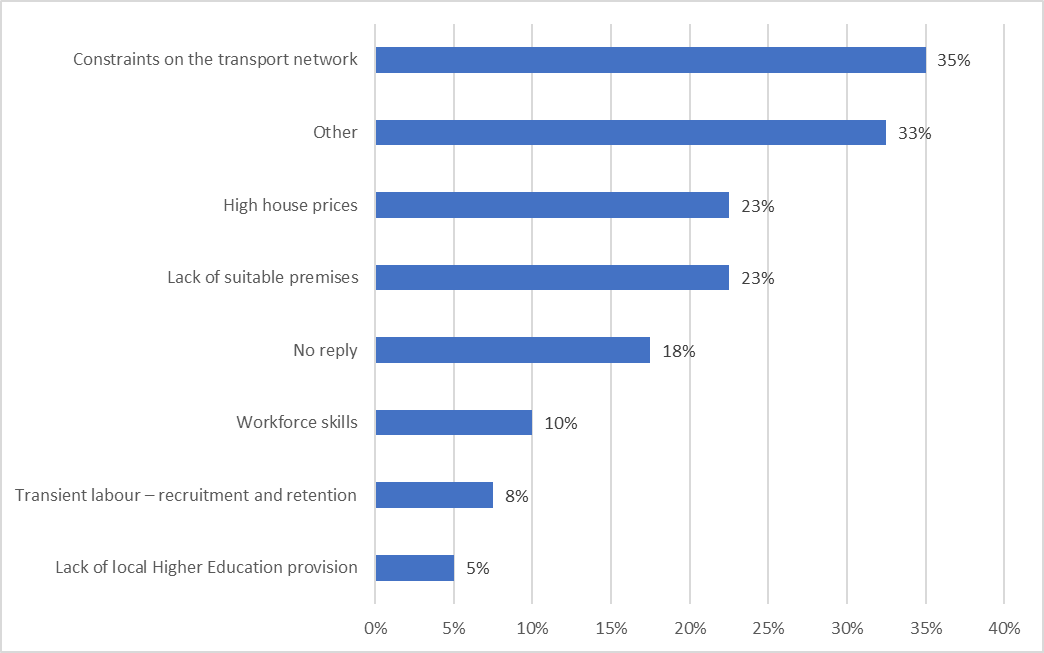 Constraints on the transport network 35%
Other 33%
High house prices 23%
Lack of suitable premises 23%
No reply 18%
Workforce skills 10%
Transient labour – recruitment and retention 8%
Lack of local Higher Education provision 5%
0% 5% 10% 15% 20% 25% 30% 35% 40%